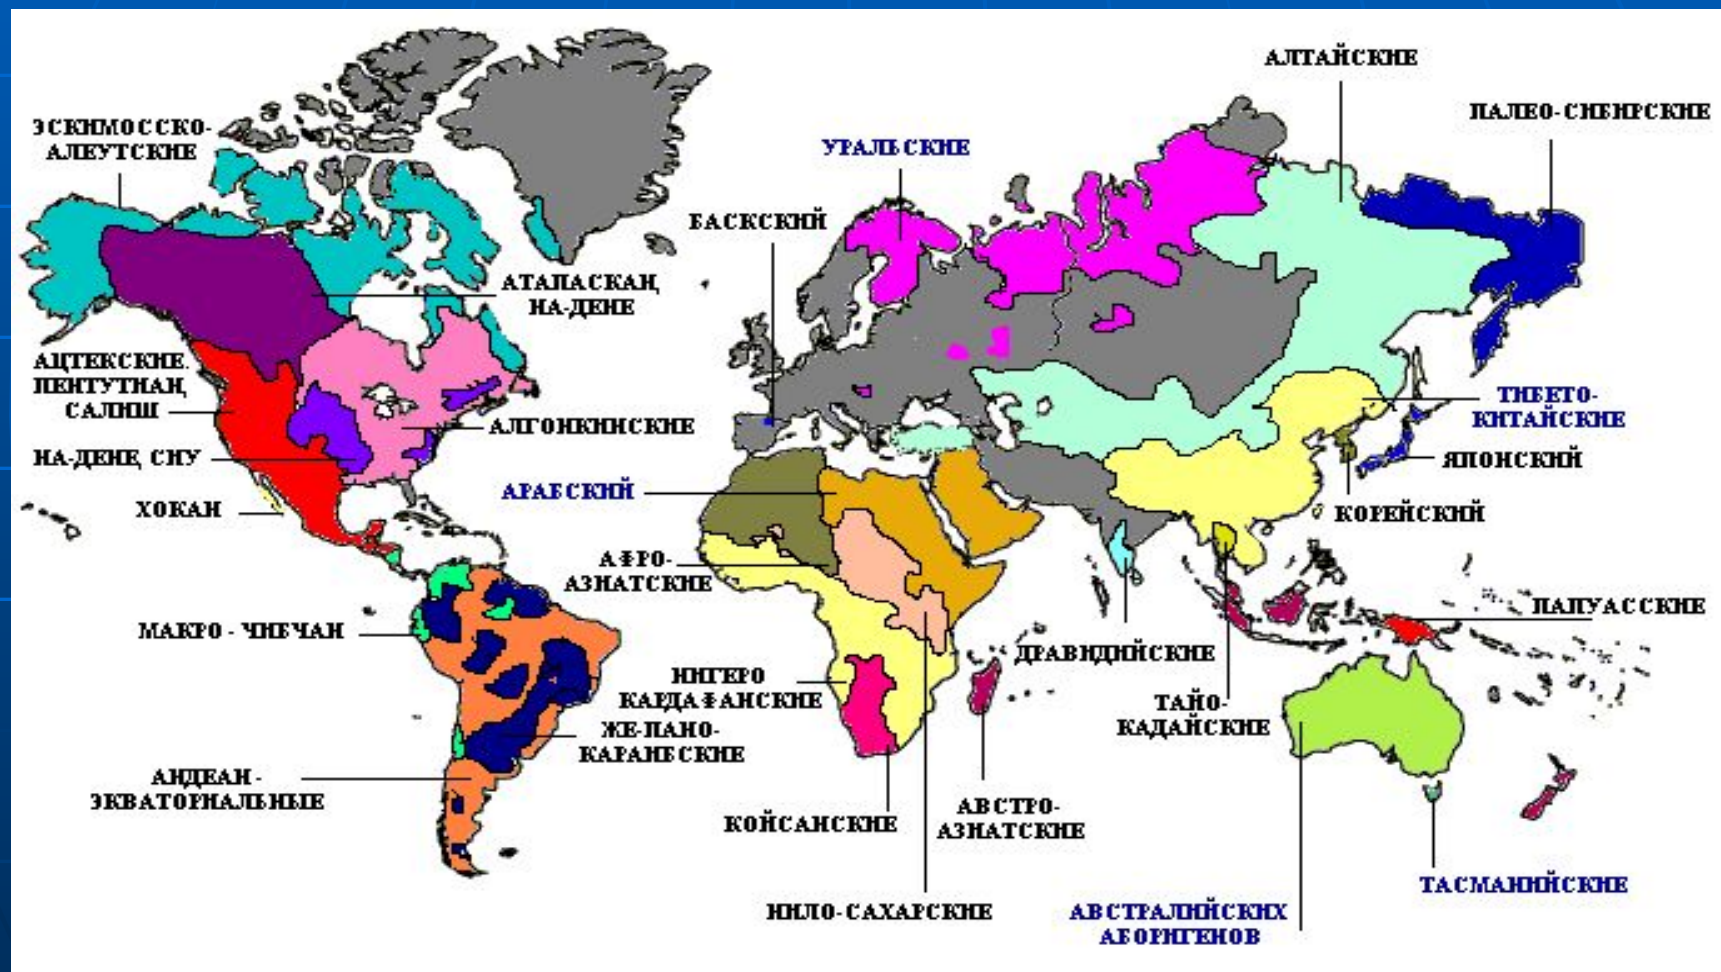 АЛТАЙСКИЕ
ПАЛЕО-СИБИРСКИЕ
ЭСКИМОССКО-
АЛЕУТСКИЕ
УРАЛЬСКИЕ
БАСКСКИЙ
АТАПАСКАН,
НА-ДЕНЕ
АЦТЕКСКИЕ.
ПЕНТУТИАН,
САЛИШ
ТИБЕТО-
КИТАЙСКИЕ
АЛГОНКИНСКИЕ
НА-ДЕНЕ, СИУ
ЯПОНСКИЙ
АРАБСКИЙ
ХОКАН
КОРЕЙСКИЙ
АФРО-
АЗИАТСКИЕ
ПАПУАССКИЕ
МАКРО - ЧИБЧАН
ДРАВИДИЙСКИЕ
НИГЕРО
КАРДАФАНСКИЕ
ТАЙО-
КАДАЙСКИЕ
ЖЕ-ПАНО-
КАРАИБСКИЕ
АНДЕАН -
ЭКВАТОРИАЛЬНЫЕ
КОЙСАНСКИЕ
АВСТРО-
АЗИАТСКИЕ
ТАСМАНИЙСКИЕ
НИЛО-САХАРСКИЕ
АВСТРАЛИЙСКИХ
АБОРИГЕНОВ